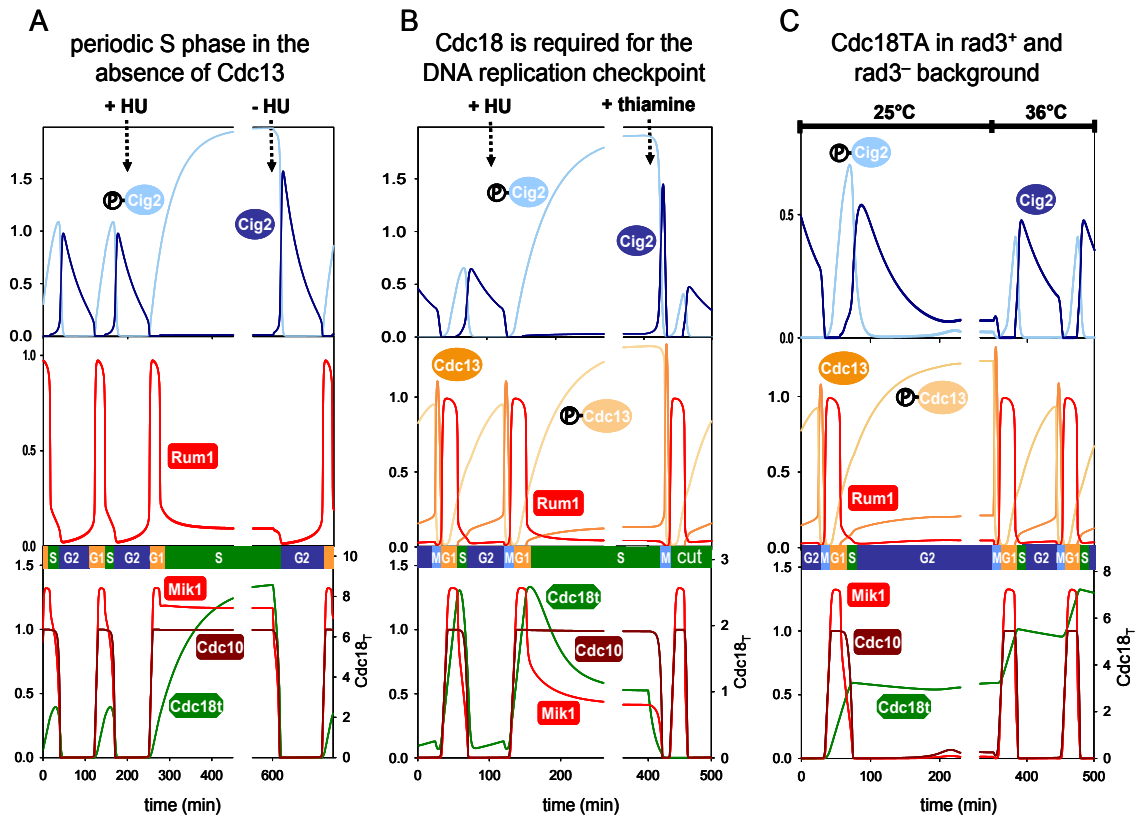 A
periodic S phase in the
absence of Cdc13
+ HU
- HU
1.5
1.0
0.5
0.0
P
Cig2
Cig2
1.0
0.5
0.0
Rum1
S
G2
G1
S
G2
G1
S
G2
1.5
1.0
0.5
0.0
10
8
6
4
2
0
Cdc18T
Mik1
Cdc10
Cdc18t
0
100
200
300
400
600
time (min)
B
Cdc18 is required for the
DNA replication checkpoint
+ HU
+ thiamine
1.5
1.0
0.5
0.0
P
Cig2
Cig2
Cdc13
P
Cdc13
1.0
0.5
0.0
Rum1
M
G1
S
G2
M
G1
S
M
cut
1.5
1.0
0.5
0.0
3
2
1
0
Cdc18T
Cdc18t
Cdc10
Mik1
0
100
200
400
500
time (min)
C
Cdc18TA in rad3+ and
rad3– background
25°C
36°C
0.5
0.0
P
Cig2
Cig2
Cdc13
P
Cdc13
1.0
0.5
0.0
Rum1
G2
M
G1
S
G2
M
G1
S
G2
M
G1
S
1.5
1.0
0.5
0.0
8
6
4
2
0
Cdc18T
Mik1
Cdc10
Cdc18t
0
100
200
400
500
time (min)